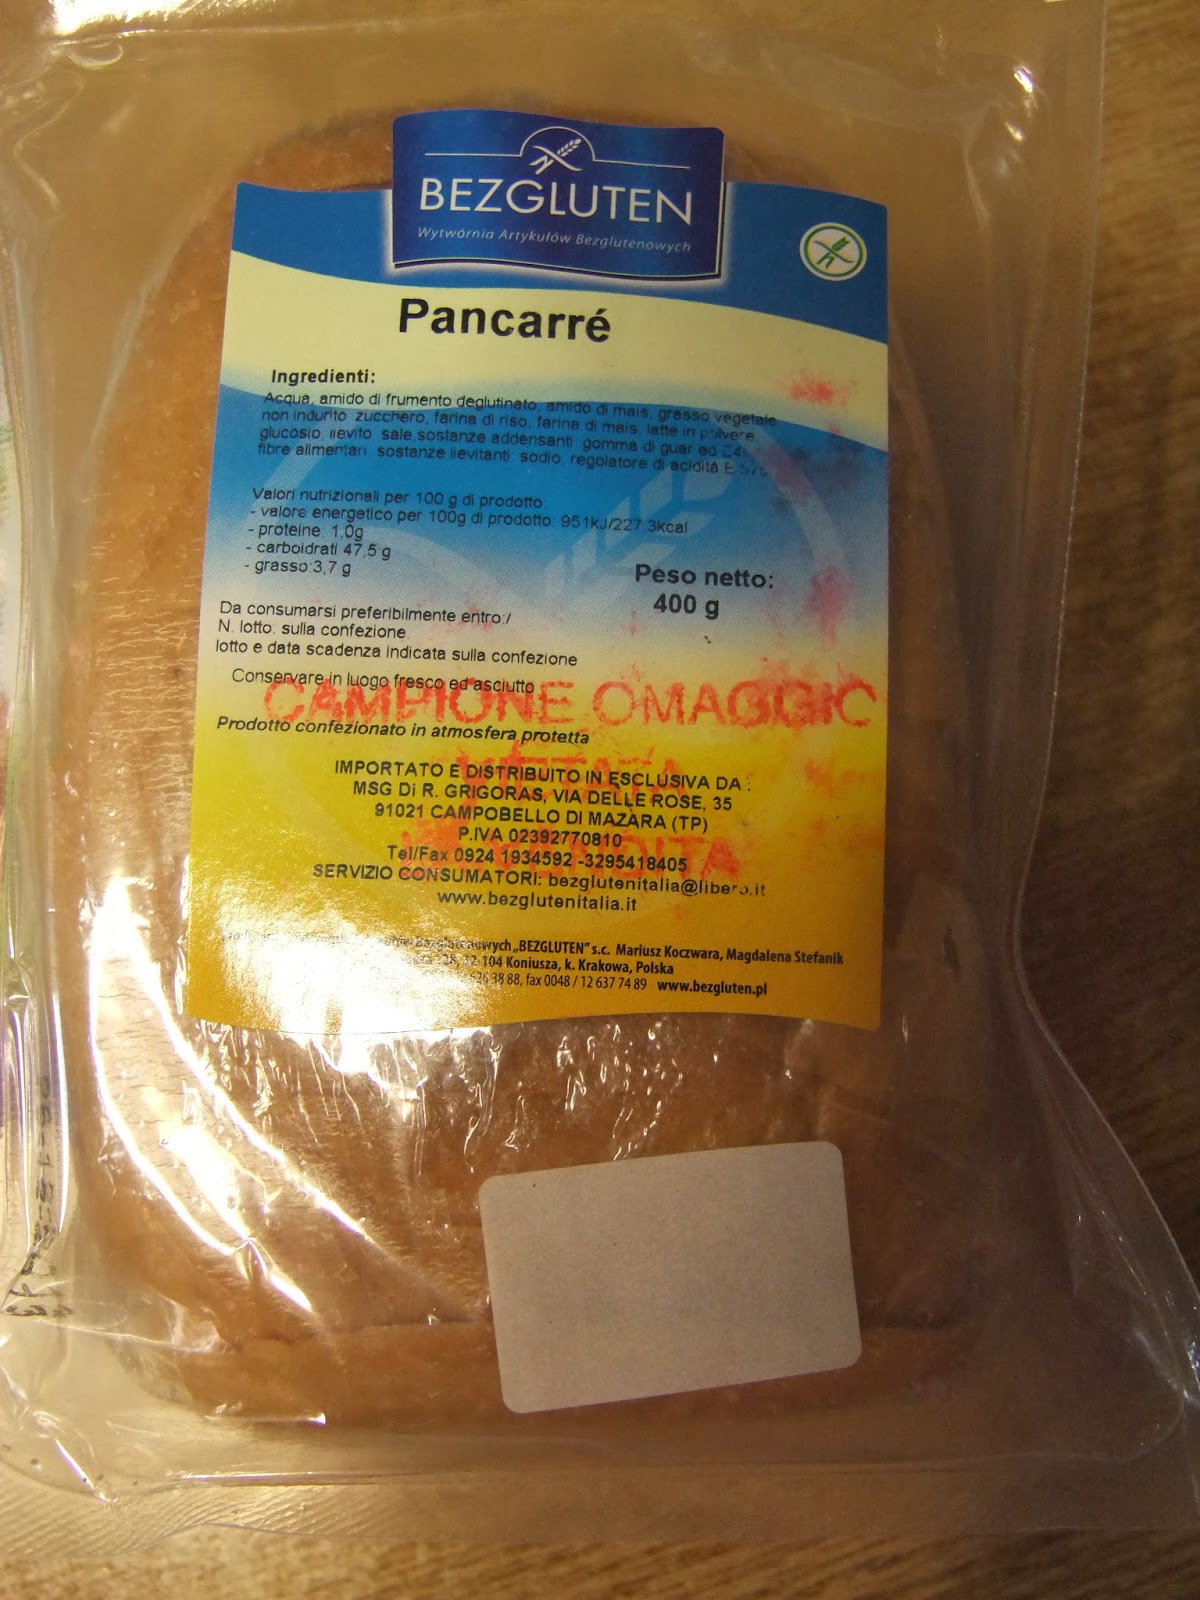 BEZGLUTEN
Wytwórnia Artykułów Bezglutenowych
Pancarré
Ingredienti:
Acqua, amido di frumento deglutinato, amido di mais, grasso vegetale
non indurito zucchero, farina di riso, farina di mais, latte in polvere
glucosio lievito sale,sostanze addensanti gomma di guar ed
fibre alimentari sostanze lievitanti: sodio, regolatore di acidità E 575
Valori nutrizionali per 100 g di prodotto
- valore energetico per 100g di prodotto: 951kJ/227.3kcal
- proteine: 1,0g
- carboidrati 47,5 g
- grasso:3,7 g
Peso netto:
400 g
Da consumarsi preferibilmente entro:/
N. lotto. sulla confezione.
lotto e data scadenza indicata sulla confezione
Conservare in luogo fresco ed asciutto
CAMPIONE OMAGGIO
Prodotto confezionato in atmosfera protetta
VIETATA
IMPORTATO E DISTRIBUITO IN ESCLUSIVA DA :
MSG Di R. GRIGORAS, VIA DELLE ROSE, 35
91021 CAMPOBELLO DI MAZARA (TP)
P.IVA 02392770810
Tel/Fax 0924 1934592 -3295418405
SERVIZIO CONSUMATORI: bezglutenitalia@libero.it
www.bezglutenitalia.it
Bezglutenowych „BEZGLUTEN” s.c. Mariusz Koczwara, Magdalena Stefanik
104 Koniusza, k. Krakowa, Polska
38 88, fax 0048 / 12 637 74 89 www.bezgluten.pl